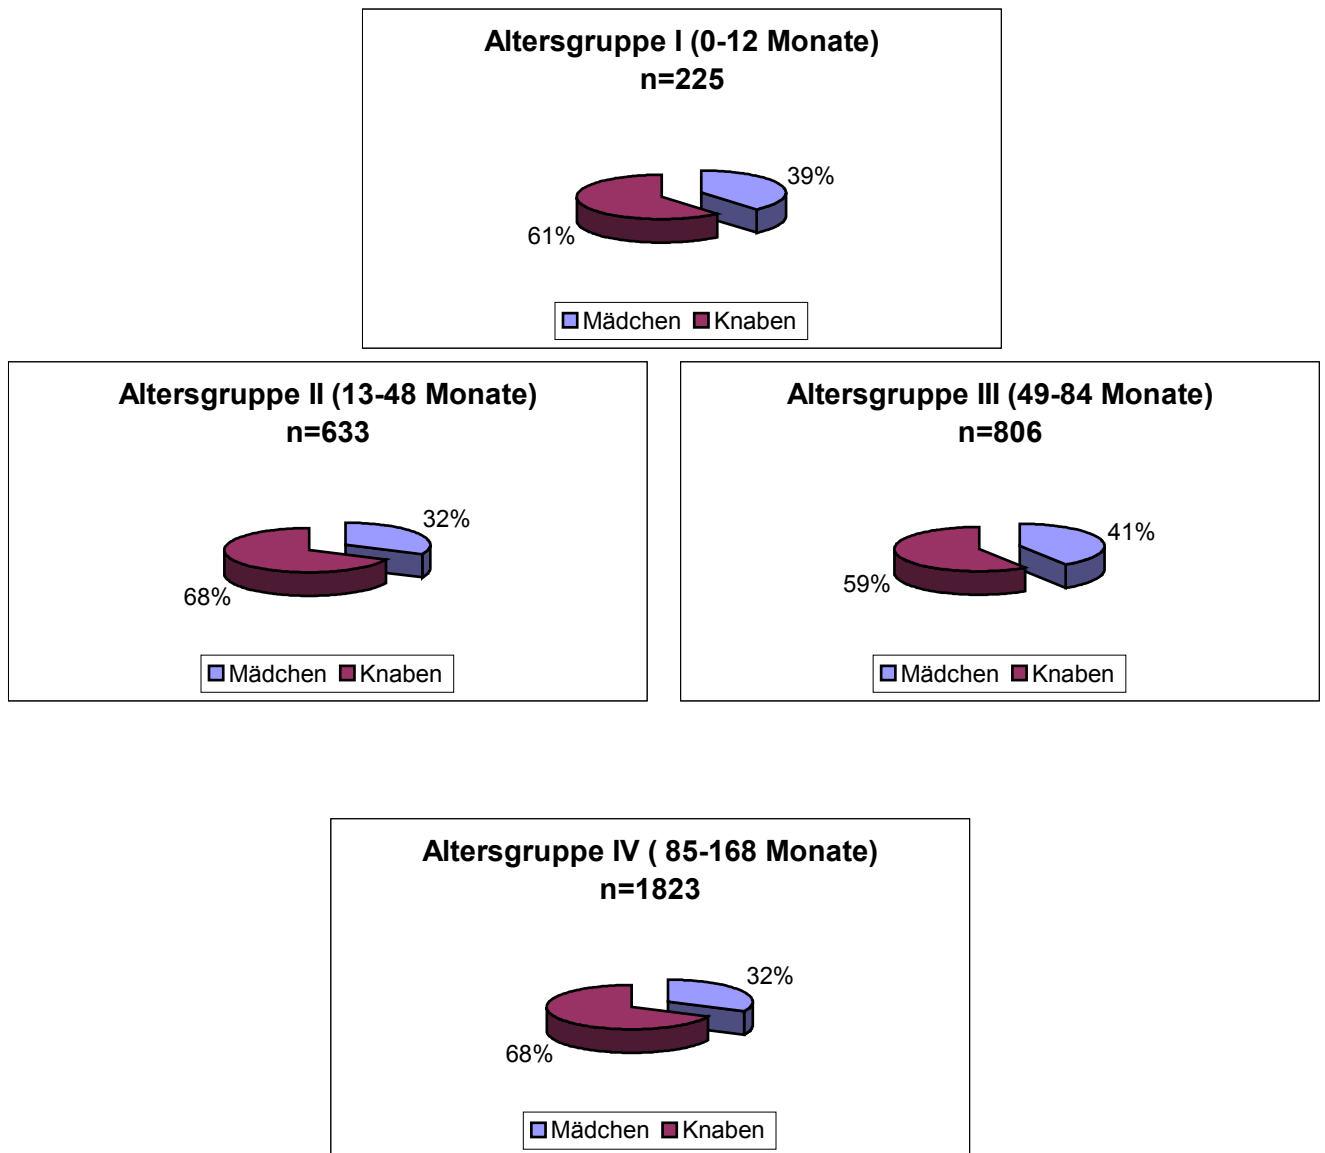 Altersgruppe I (0-12 Monate)
n=225
39%
61%
Mädchen Knaben
Altersgruppe II (13-48 Monate)
n=633
32%
68%
Mädchen Knaben
Altersgruppe III (49-84 Monate)
n=806
41%
59%
Mädchen Knaben
Altersgruppe IV ( 85-168 Monate)
n=1823
32%
68%
Mädchen Knaben